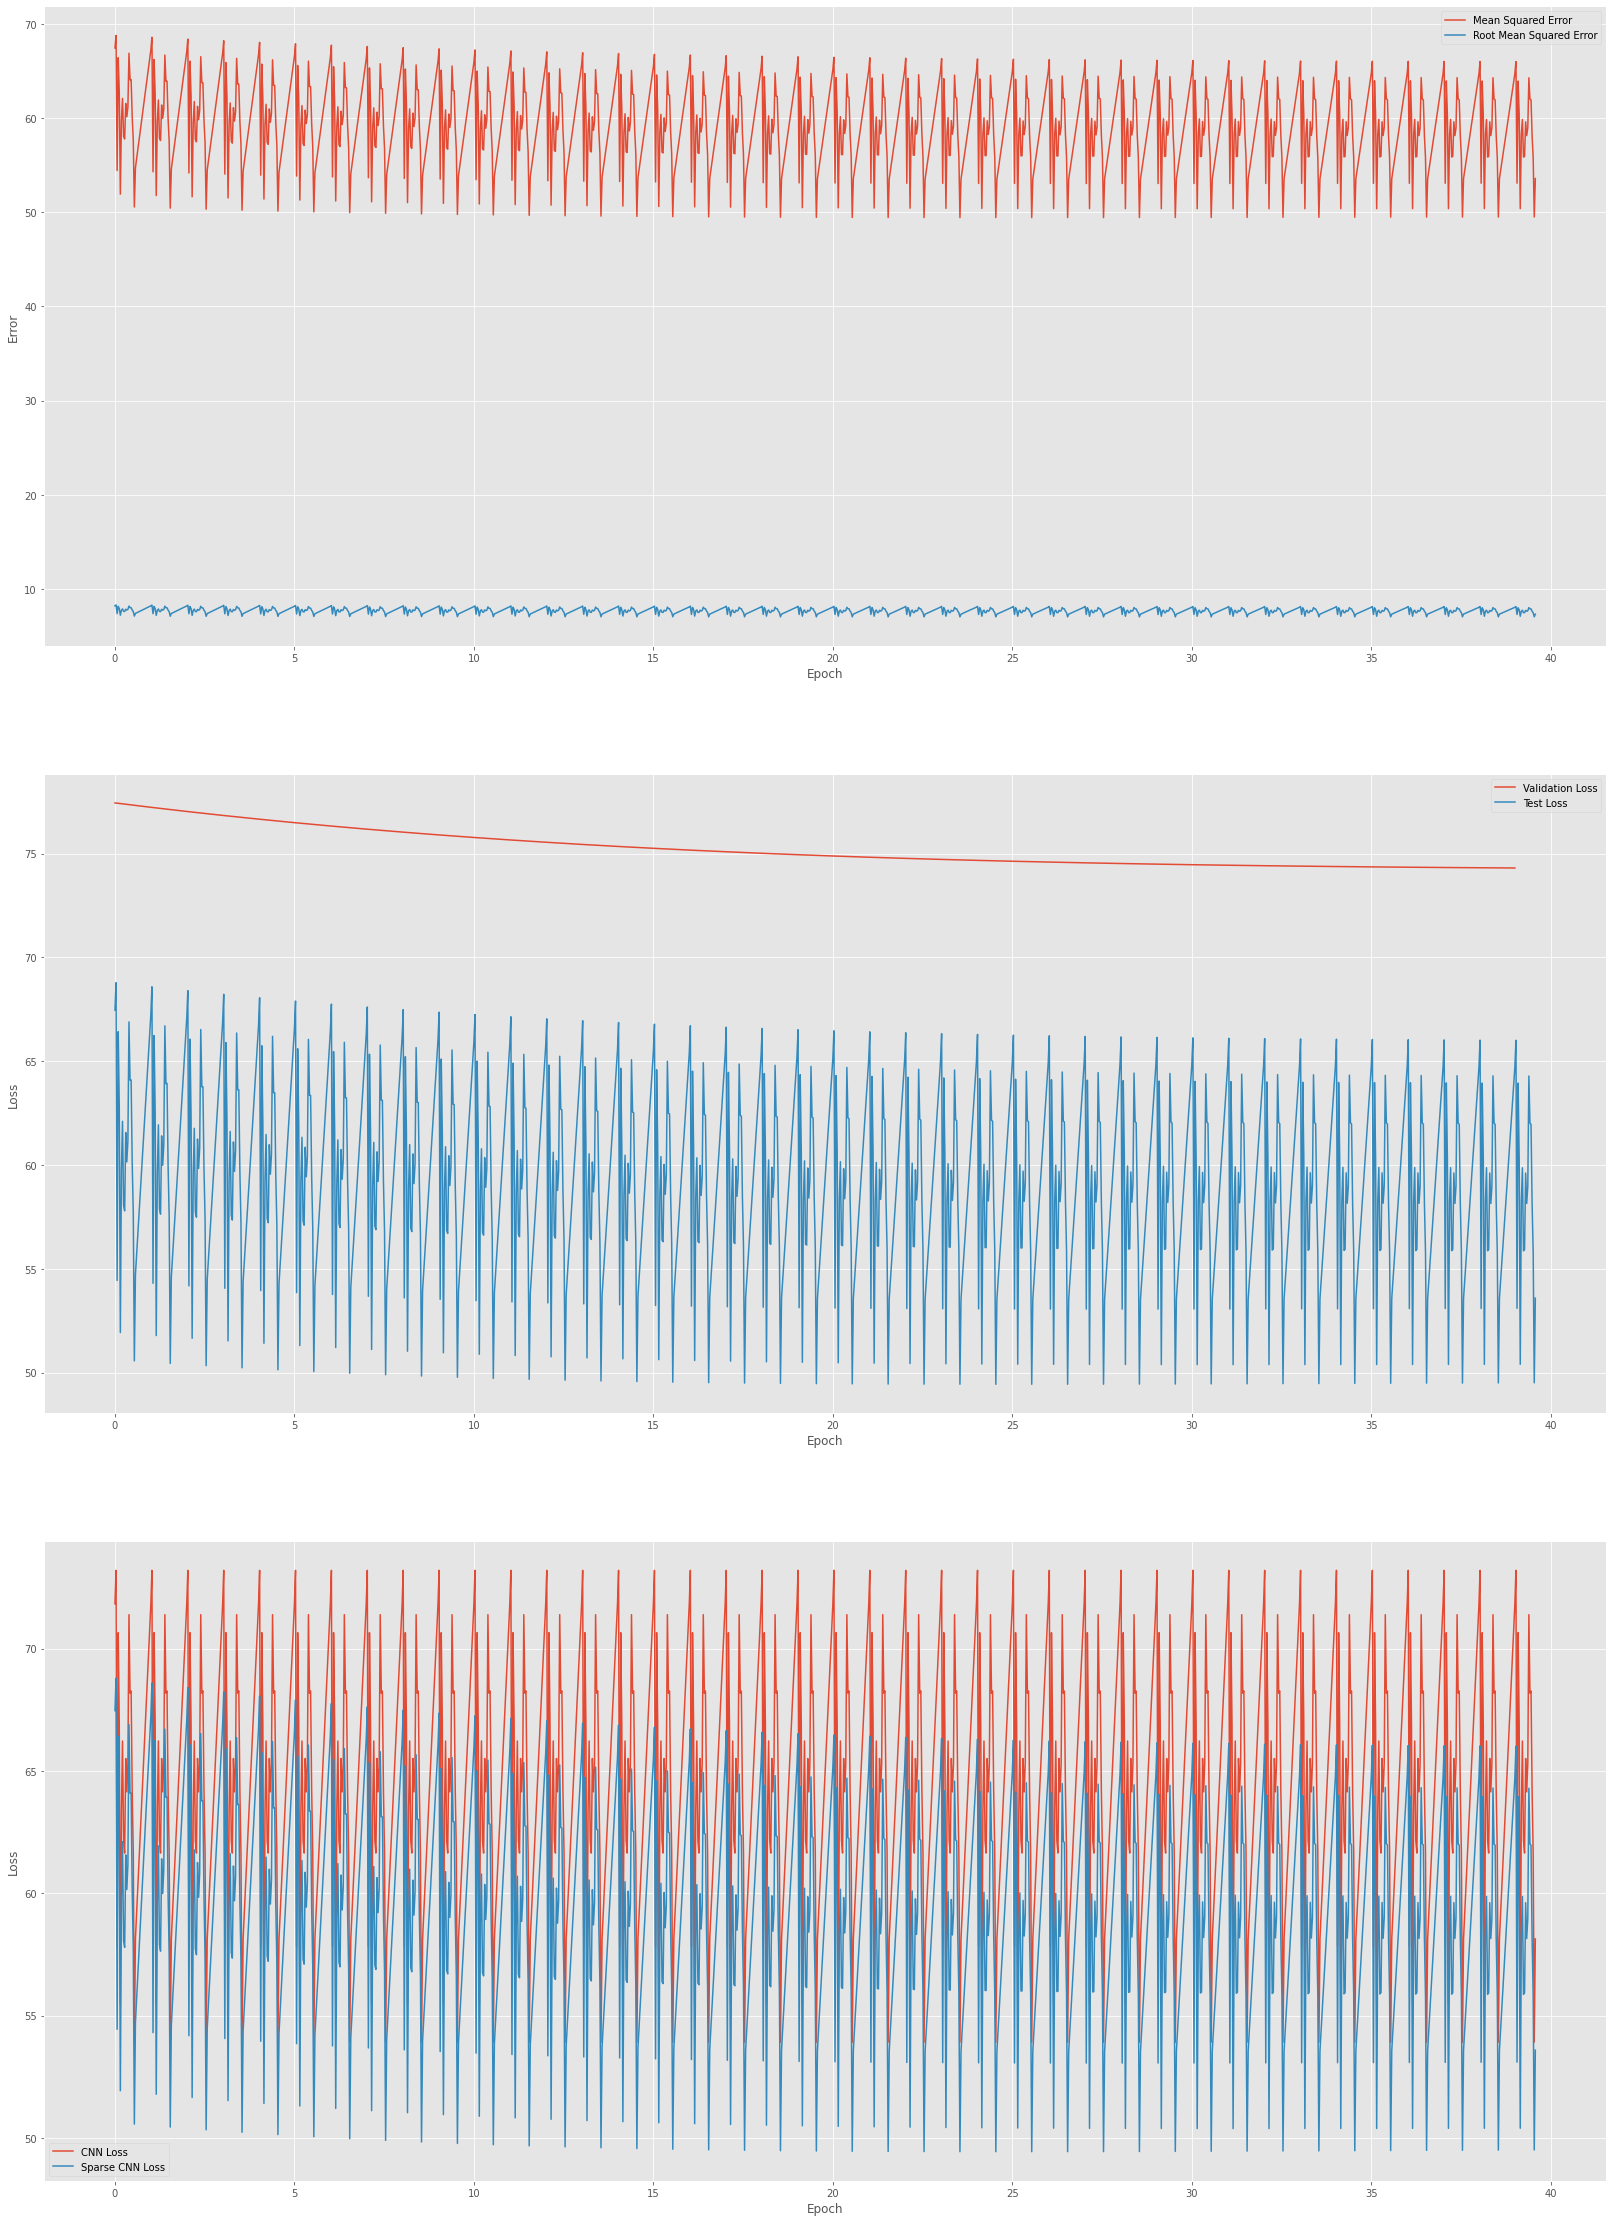 Mean Squared Error
Root Mean Squared Error
70
60
50
40
30
20
10
Error
0 5 10 15 20 25 30 35 40
Epoch
Validation Loss
Test Loss
75
70
65
60
55
50
Loss
0 5 10 15 20 25 30 35 40
Epoch
70
65
60
55
50
Loss
CNN Loss
Sparse CNN Loss
0 5 10 15 20 25 30 35 40
Epoch